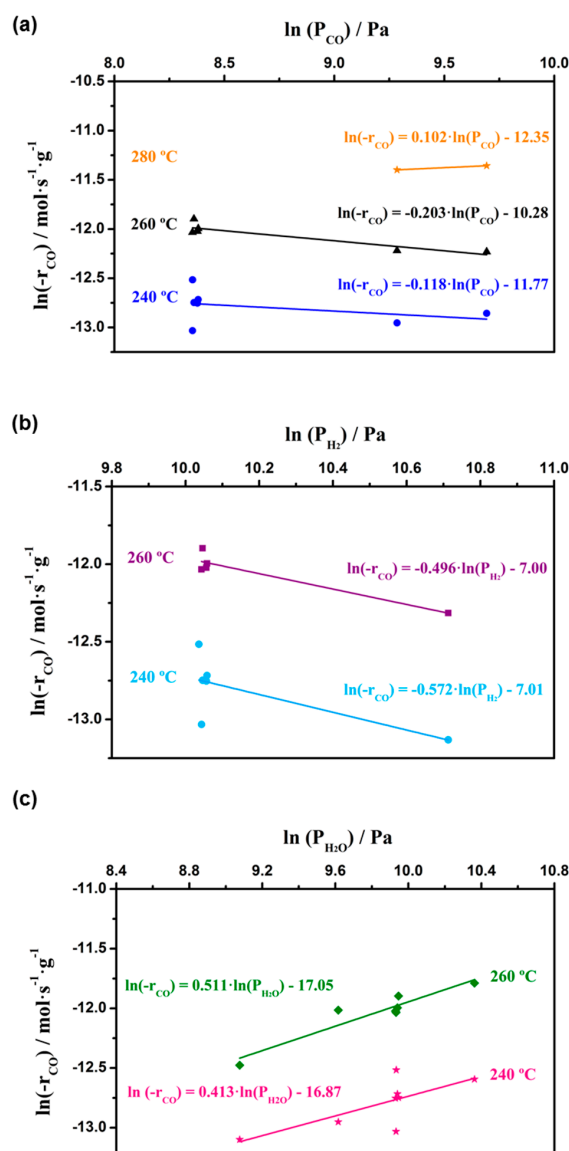 (a)
ln (P_CO) / Pa
8.0 8.5 9.0 9.5 10.0
-10.5
-11.0
-11.5
-12.0
-12.5
-13.0
ln(-r_CO) / mol·s⁻¹·g⁻¹
280 ºC
ln(-r_CO) = 0.102·ln(P_CO) - 12.35
260 ºC
ln(-r_CO) = -0.203·ln(P_CO) - 10.28
240 ºC
ln(-r_CO) = -0.118·ln(P_CO) - 11.77
(b)
ln (P_H₂) / Pa
9.8 10.0 10.2 10.4 10.6 10.8 11.0
-11.5
-12.0
-12.5
-13.0
ln(-r_CO) / mol·s⁻¹·g⁻¹
260 ºC
ln(-r_CO) = -0.496·ln(P_H₂) - 7.00
240 ºC
ln(-r_CO) = -0.572·ln(P_H₂) - 7.01
(c)
ln (P_H₂O) / Pa
8.4 8.8 9.2 9.6 10.0 10.4 10.8
-11.0
-11.5
-12.0
-12.5
-13.0
ln(-r_CO) / mol·s⁻¹·g⁻¹
260 ºC
ln(-r_CO) = 0.511·ln(P_H₂O) - 17.05
240 ºC
ln (-r_CO) = 0.413·ln(P_H2O) - 16.87